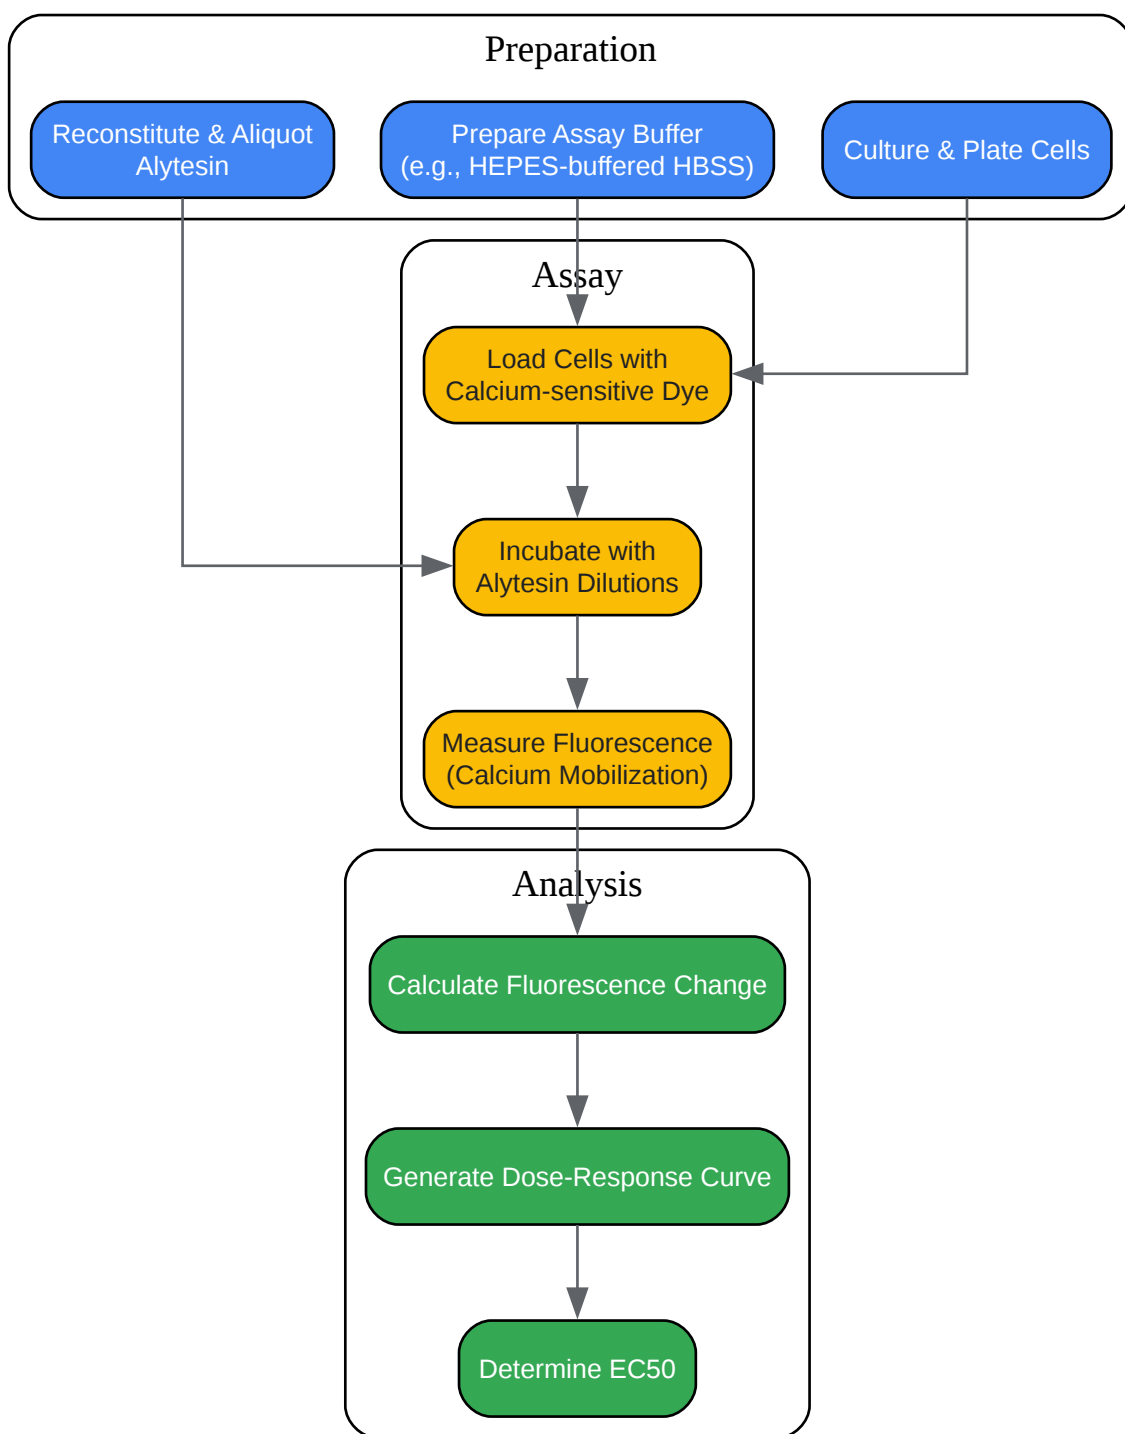 Preparation
Reconstitute & Aliquot
Alytesin
Prepare Assay Buffer
(e.g., HEPES-buffered HBSS)
Culture & Plate Cells
Assay
Load Cells with
Calcium-sensitive Dye
Incubate with
Alytesin Dilutions
Measure Fluorescence
(Calcium Mobilization)
Analysis
Calculate Fluorescence Change
Generate Dose-Response Curve
Determine EC50